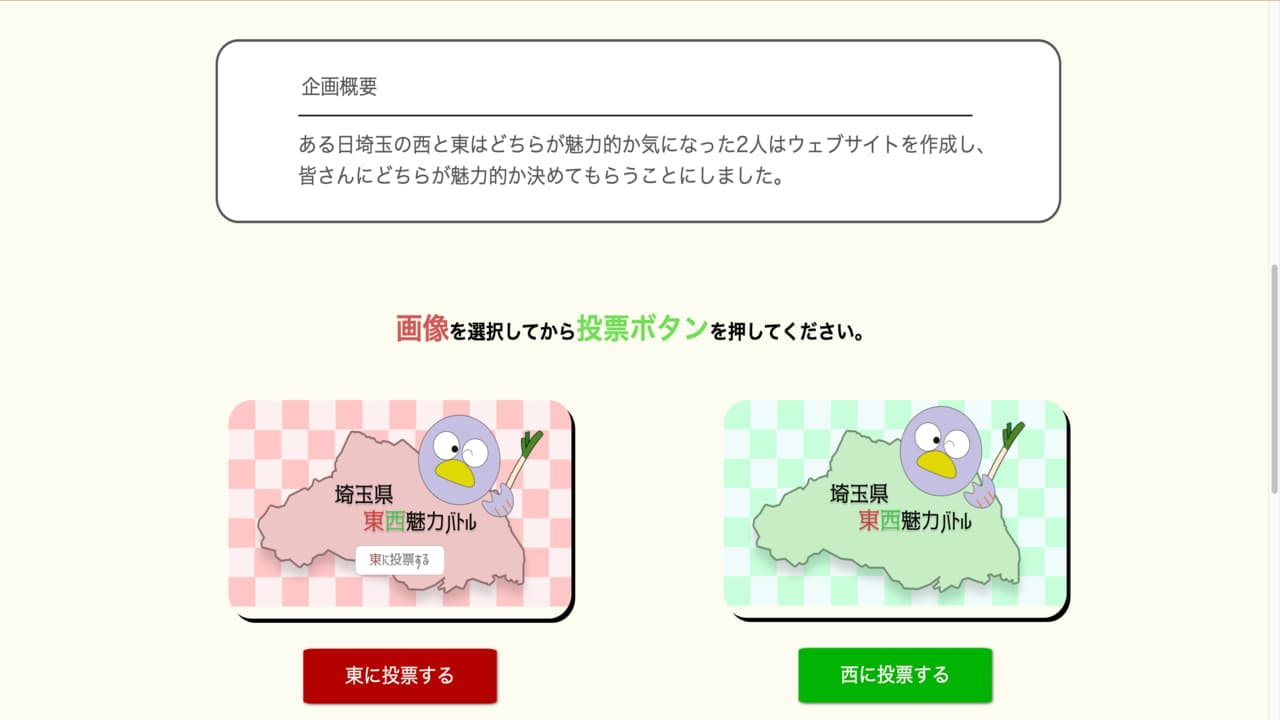 企画概要
ある日埼玉の西と東はどちらが魅力的か気になった2人はウェブサイトを作成し、
皆さんにどちらが魅力的か決めてもらうことにしました。
画像を選択してから投票ボタンを押してください。
埼玉県
東西魅力バトル
東に投票する
埼玉県
東西魅力バトル
東に投票する
西に投票する